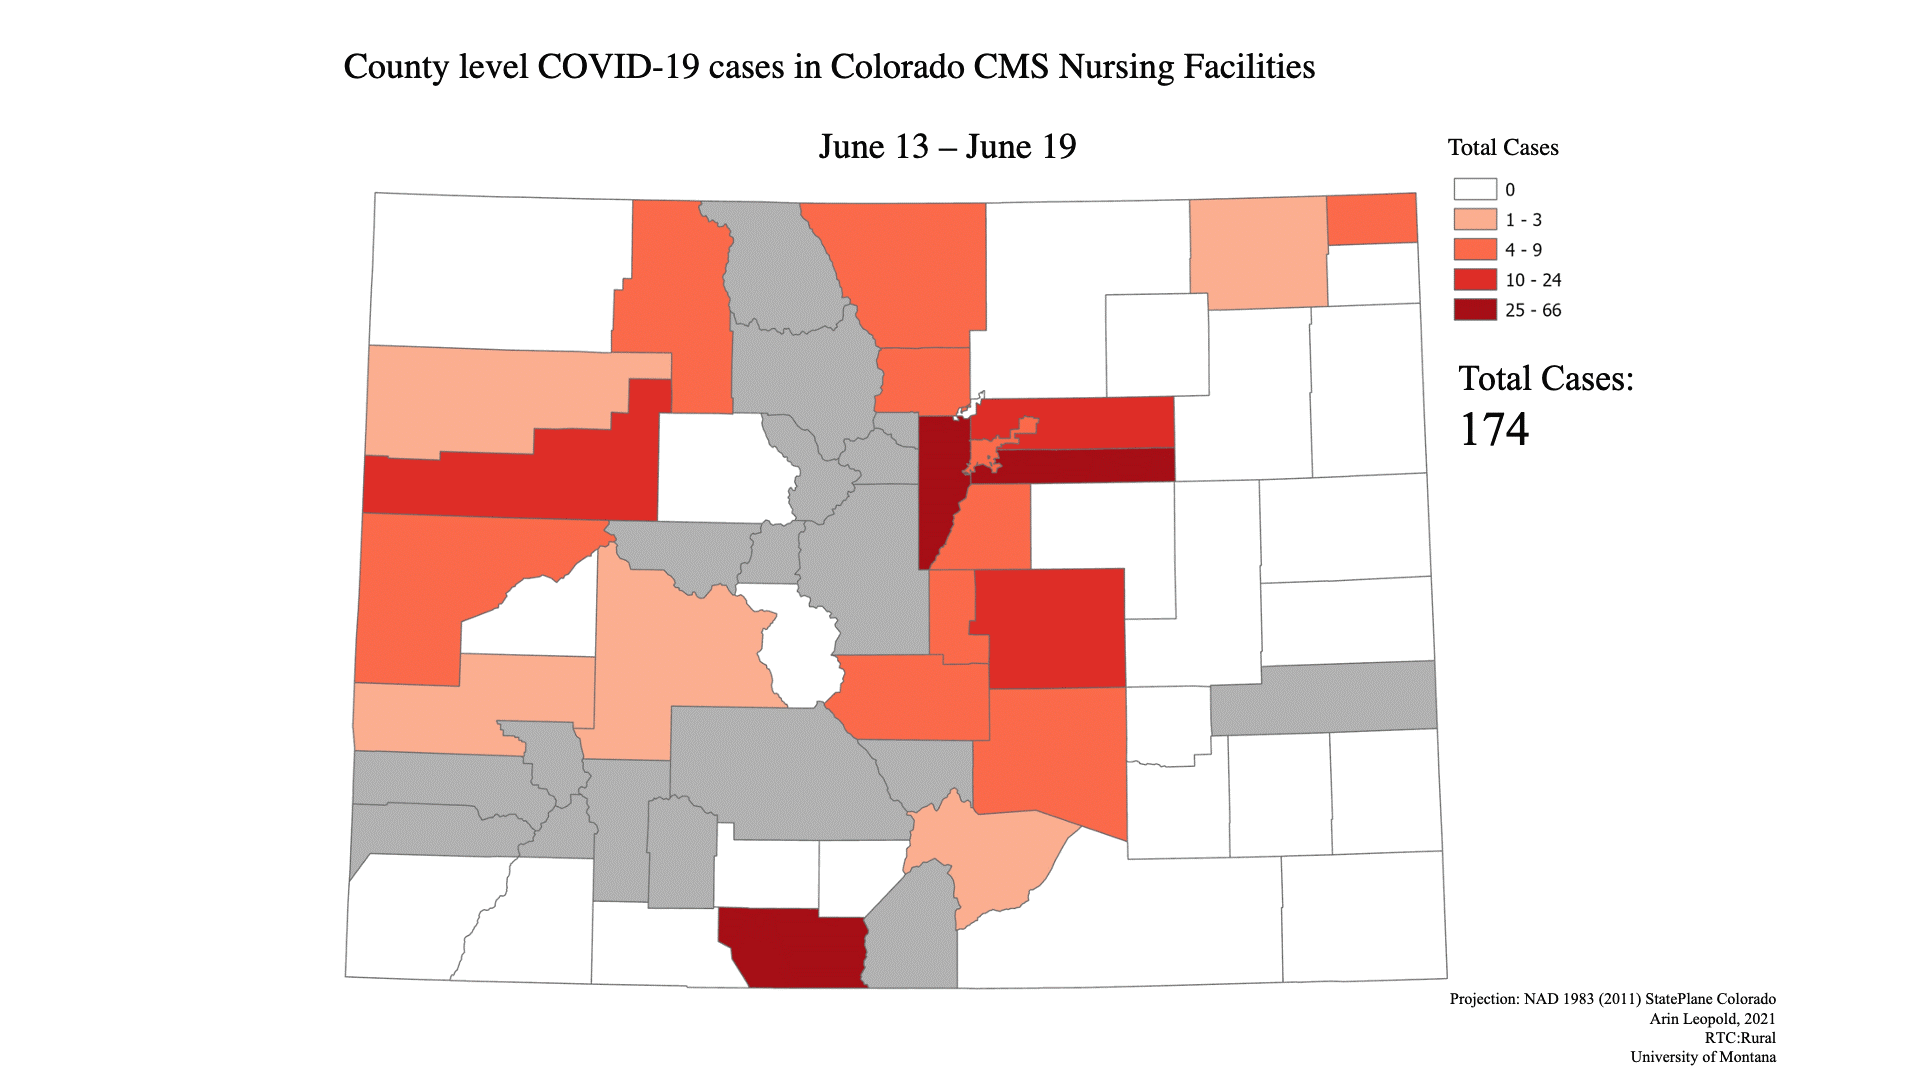 County level COVID-19 cases in Colorado CMS Nursing Facilities
June 13 – June 19
Total Cases
0
1 - 3
4 - 9
10 - 24
25 - 66
Total Cases:
174
Projection: NAD 1983 (2011) StatePlane Colorado
Arin Leopold, 2021
RTC:Rural
University of Montana